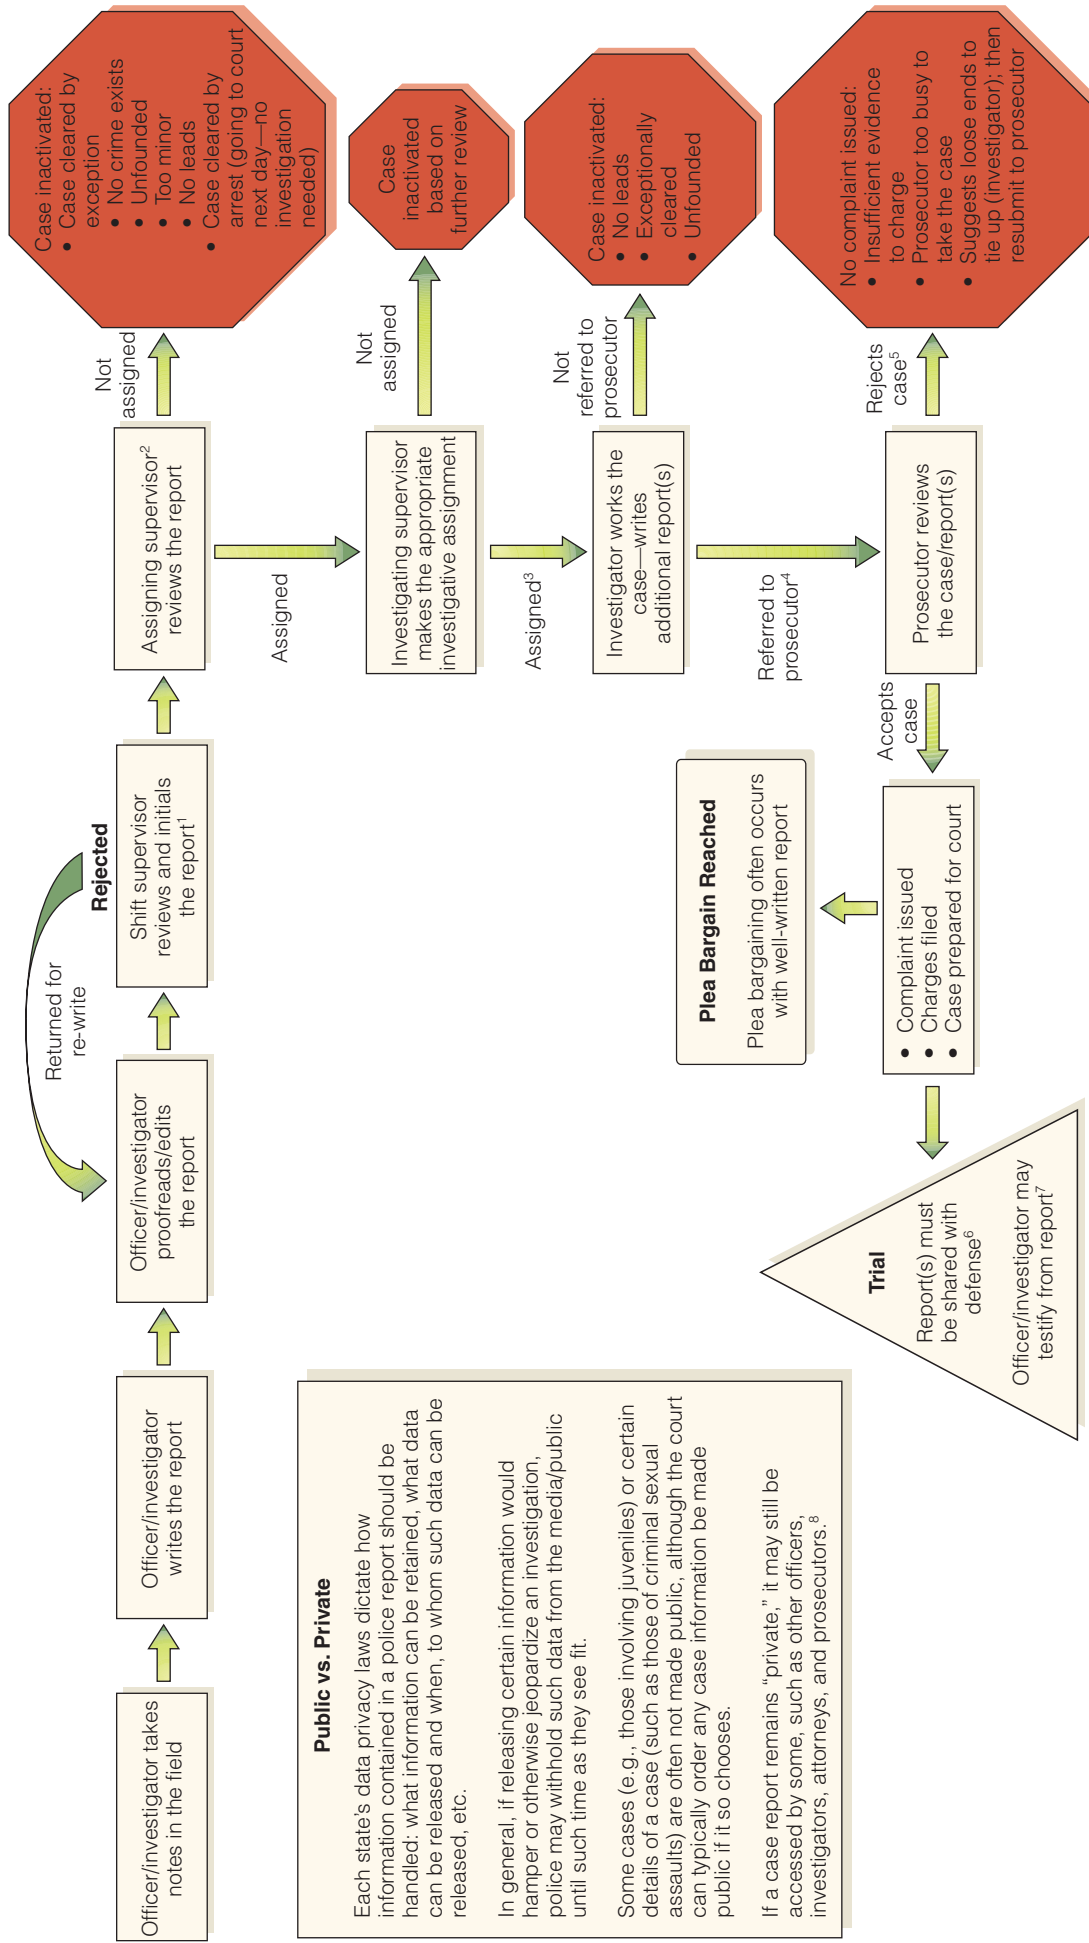 Officer/investigator takes
notes in the field
Officer/investigator
writes the report
Officer/investigator
proofreads/edits
the report
Returned for
re-write
Rejected
Shift supervisor
reviews and initials
the report¹
Assigning supervisor²
reviews the report
Not
assigned
Case inactivated:
• Case cleared by
exception
• No crime exists
• Unfounded
• Too minor
• No leads
• Case cleared by
arrest (going to court
next day—no
investigation
needed)
Assigned
Investigating supervisor
makes the appropriate
investigative assignment
Not
assigned
Case
inactivated
based on
further review
Assigned³
Investigator works the
case—writes
additional report(s)
Not
referred to
prosecutor
Case inactivated:
• No leads
• Exceptionally
cleared
• Unfounded
Referred to
prosecutor⁴
Prosecutor reviews
the case/report(s)
Rejects
case⁵
No complaint issued:
• Insufficient evidence
to charge
• Prosecutor too busy to
take the case
• Suggests loose ends to
tie up (investigator); then
resubmit to prosecutor
Accepts
case
• Complaint issued
• Charges filed
• Case prepared for court
Plea Bargain Reached
Plea bargaining often occurs
with well-written report
Trial
Report(s) must
be shared with
defense⁶
Officer/investigator may
testify from report⁷
Public vs. Private
Each state's data privacy laws dictate how
information contained in a police report should be
handled: what information can be retained, what data
can be released and when, to whom such data can be
released, etc.
In general, if releasing certain information would
hamper or otherwise jeopardize an investigation,
police may withhold such data from the media/public
until such time as they see fit.
Some cases (e.g., those involving juveniles) or certain
details of a case (such as those of criminal sexual
assaults) are often not made public, although the court
can typically order any case information be made
public if it so chooses.
If a case report remains "private," it may still be
accessed by some, such as other officers,
investigators, attorneys, and prosecutors.⁸